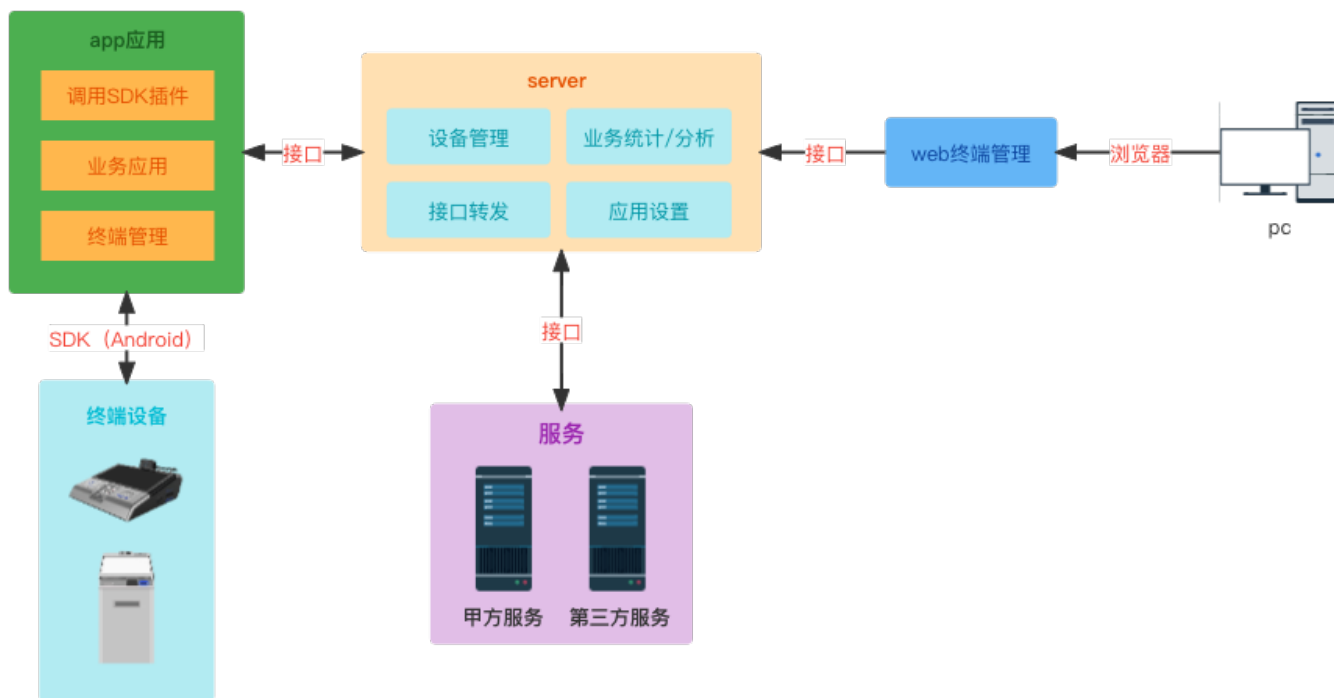 app应用
调用SDK插件
业务应用
终端管理
接口
server
设备管理
业务统计/分析
接口转发
应用设置
接口
web终端管理
浏览器
pc
SDK（Android）
终端设备
接口
服务
甲方服务
第三方服务